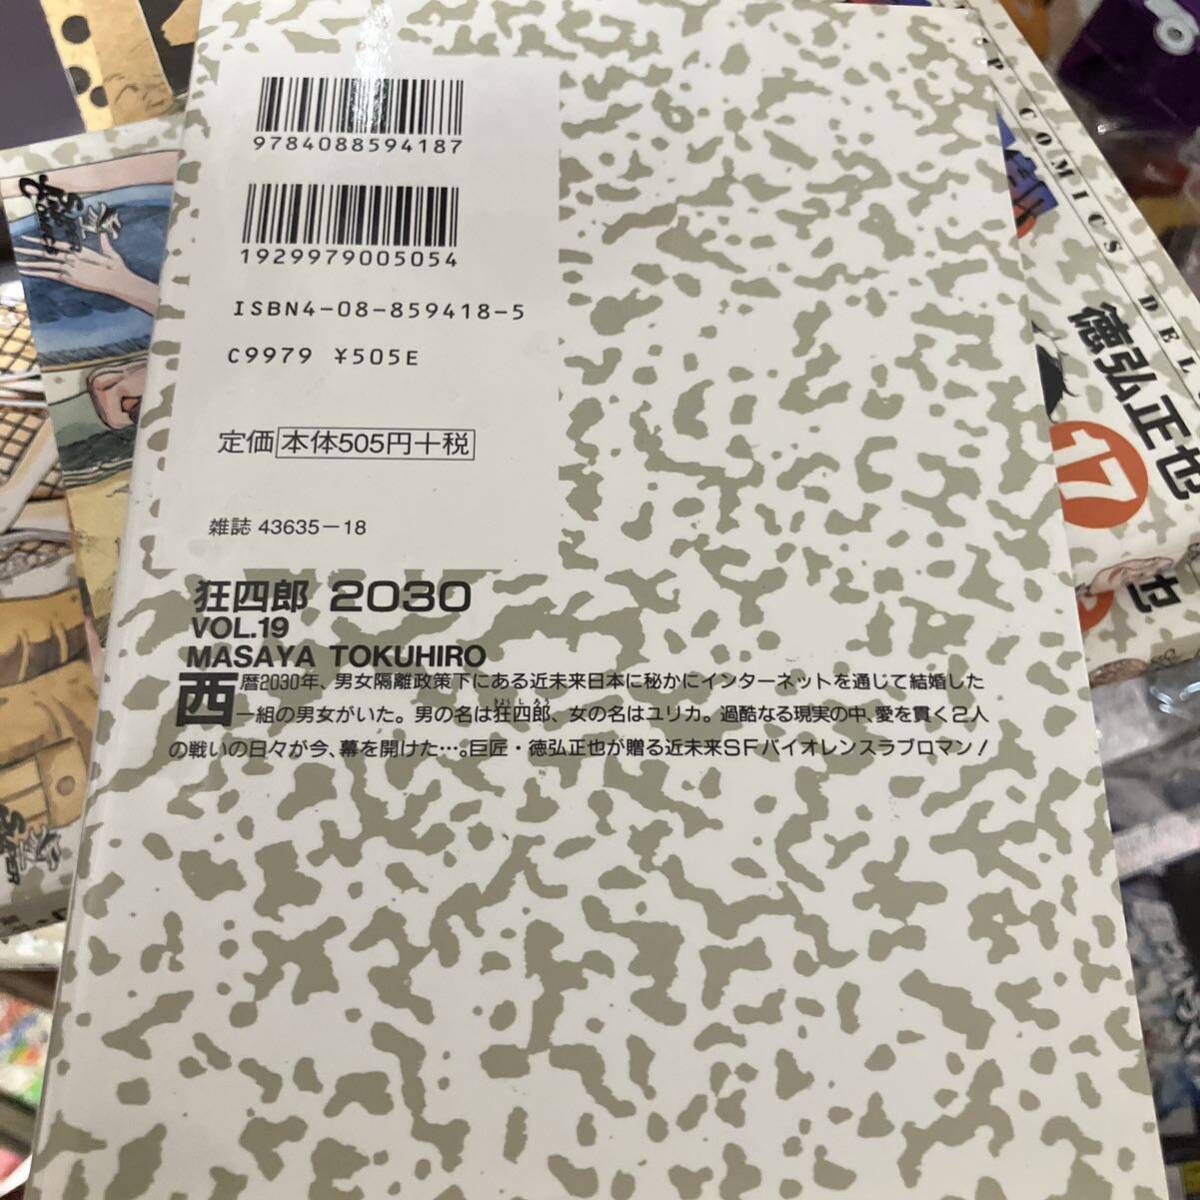 9784088594187
1929979005054
ISBN4-08-859418-5
C9979 ¥505E
定価 本体505円+税
雑誌 43635-18
狂四郎 2030
VOL.19
MASAYA TOKUHIRO
西暦2030年、男女隔離政策下にある近未来日本に秘かにインターネットを通じて結婚した
一組の男女がいた。男の名は狂四郎、女の名はユリカ。過酷なる現実の中、愛を貫く2人
の戦いの日々が今、幕を開けた…。巨匠・徳弘正也が贈る近未来SFバイオレンスラブロマン!
COMICS DEL
徳弘正也
17